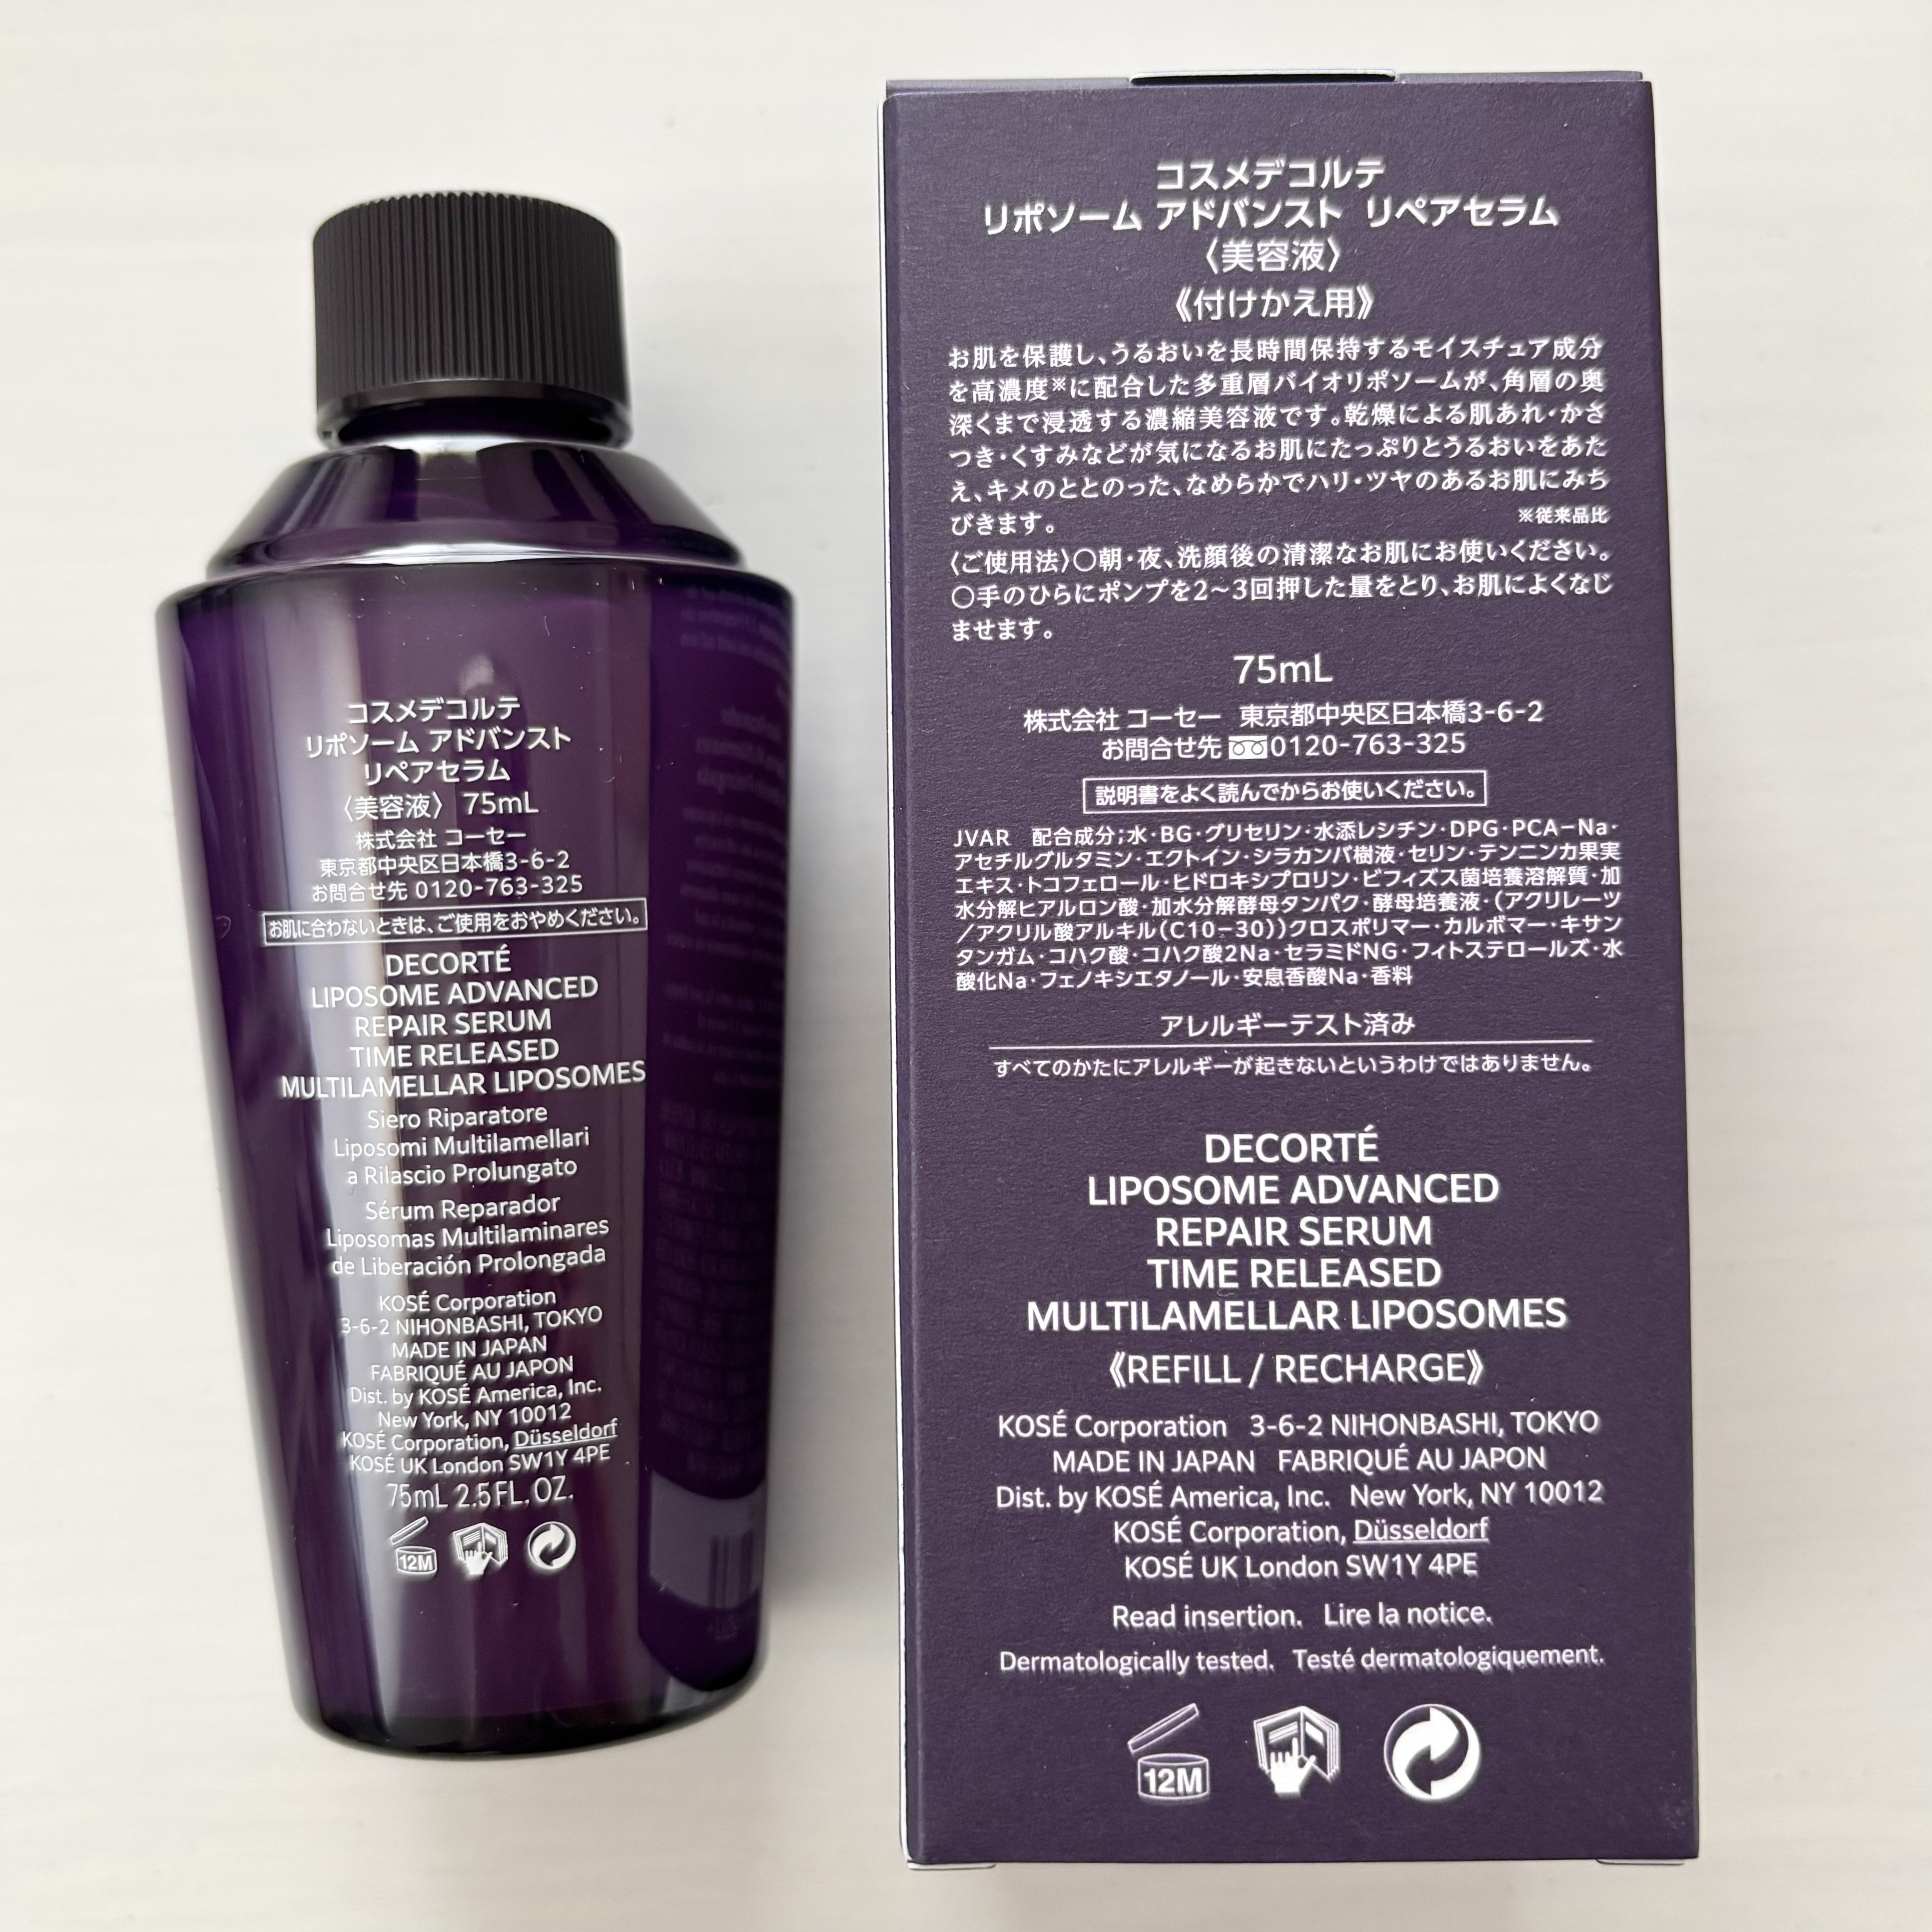 コスメデコルテ
リポソーム アドバンスト
リペアセラム
〈美容液〉 75mL
株式会社 コーセー
東京都中央区日本橋3-6-2
お問合せ先 0120-763-325
お肌に合わないときは、ご使用をおやめください。
DECORTÉ
LIPOSOME ADVANCED
REPAIR SERUM
TIME RELEASED
MULTILAMELLAR LIPOSOMES
Siero Riparatore
Liposomi Multilamellari
a Rilascio Prolungato
Sérum Reparador
Liposomas Multilaminares
de Liberación Prolongada
KOSÉ Corporation
3-6-2 NIHONBASHI, TOKYO
MADE IN JAPAN
FABRIQUÉ AU JAPON
Dist. by KOSÉ America, Inc.
New York, NY 10012
KOSÉ Corporation, Düsseldorf
KOSÉ UK London SW1Y 4PE
75mL 2.5FL.OZ.
12M
コスメデコルテ
リポソーム アドバンスト リペアセラム
〈美容液〉
《付けかえ用》
お肌を保護し、うるおいを長時間保持するモイスチュア成分
を高濃度※に配合した多重層バイオリポソームが、角層の奥
深くまで浸透する濃縮美容液です。乾燥による肌あれ・かさ
つき・くすみなどが気になるお肌にたっぷりとうるおいをあた
え、キメのととのった、なめらかでハリ・ツヤのあるお肌にみち
びきます。 ※従来品比
〈ご使用法〉○朝・夜、洗顔後の清潔なお肌にお使いください。
○手のひらにポンプを2～3回押した量をとり、お肌によくなじ
ませます。
75mL
株式会社 コーセー 東京都中央区日本橋3-6-2
お問合せ先 0120-763-325
説明書をよく読んでからお使いください。
JVAR 配合成分；水・BG・グリセリン・水添レシチン・DPG・PCA－Na・
アセチルグルタミン・エクトイン・シラカンバ樹液・セリン・テンニンカ果実
エキス・トコフェロール・ヒドロキシプロリン・ビフィズス菌培養溶解質・加
水分解ヒアルロン酸・加水分解酵母タンパク・酵母培養液・（アクリレーツ
／アクリル酸アルキル（C10－30））クロスポリマー・カルボマー・キサン
タンガム・コハク酸・コハク酸2Na・セラミドNG・フィトステロールズ・水
酸化Na・フェノキシエタノール・安息香酸Na・香料
アレルギーテスト済み
すべてのかたにアレルギーが起きないというわけではありません。
DECORTÉ
LIPOSOME ADVANCED
REPAIR SERUM
TIME RELEASED
MULTILAMELLAR LIPOSOMES
《REFILL / RECHARGE》
KOSÉ Corporation 3-6-2 NIHONBASHI, TOKYO
MADE IN JAPAN FABRIQUÉ AU JAPON
Dist. by KOSÉ America, Inc. New York, NY 10012
KOSÉ Corporation, Düsseldorf
KOSÉ UK London SW1Y 4PE
Read insertion. Lire la notice.
Dermatologically tested. Testé dermatologiquement.
12M